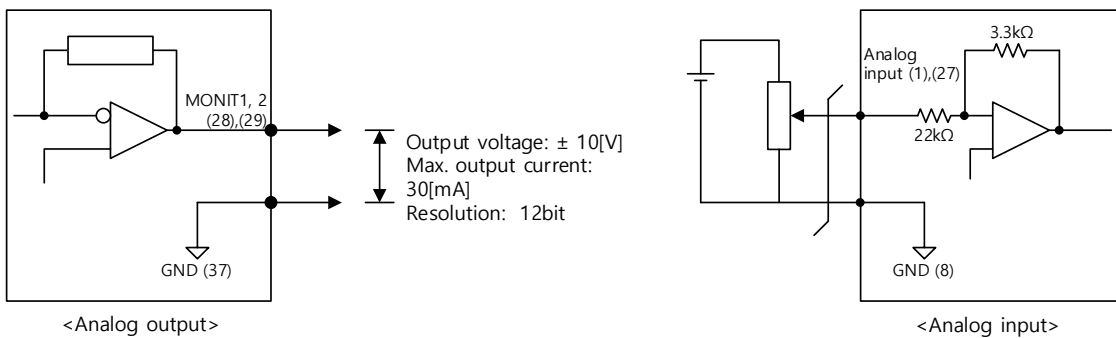 MONIT1, 2
(28),(29)
Output voltage: ± 10[V]
Max. output current:
30[mA]
Resolution: 12bit
GND (37)
<Analog output>
3.3kΩ
Analog
input (1),(27)
22kΩ
GND (8)
<Analog input>